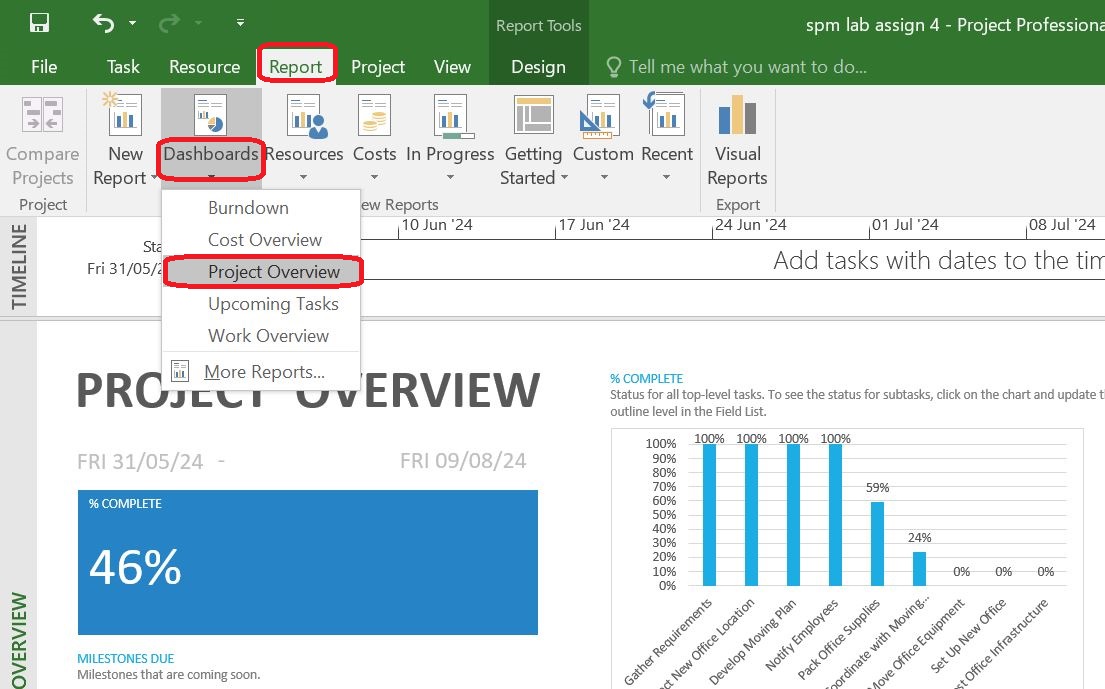 Report Tools
spm lab assign 4 - Project Professiona
File Task Resource Report Project View Design Tell me what you want to do...
Compare Projects
New Report
Dashboards
Resources
Costs
In Progress
Getting Started
Custom
Recent
Visual Reports
Project
ew Reports
Export
Burndown
Cost Overview
Project Overview
Upcoming Tasks
Work Overview
More Reports...
TIMELINE
Sta
Fri 31/05/2
10 Jun '24
17 Jun '24
24 Jun '24
01 Jul '24
08 Jul '24
Add tasks with dates to the tim
OVERVIEW
PROJECT OVERVIEW
FRI 31/05/24 - FRI 09/08/24
% COMPLETE
46%
MILESTONES DUE
Milestones that are coming soon.
% COMPLETE
Status for all top-level tasks. To see the status for subtasks, click on the chart and update t
outline level in the Field List.
100%
90%
80%
70%
60%
50%
40%
30%
20%
10%
0%
100% 100% 100% 100% 59% 24% 0% 0% 0%
Gather Requirements
ect New Office Location
Develop Moving Plan
Notify Employees
Pack Office Supplies
oordinate with Moving...
Move Office Equipment
Set Up New Office
st Office Infrastructure